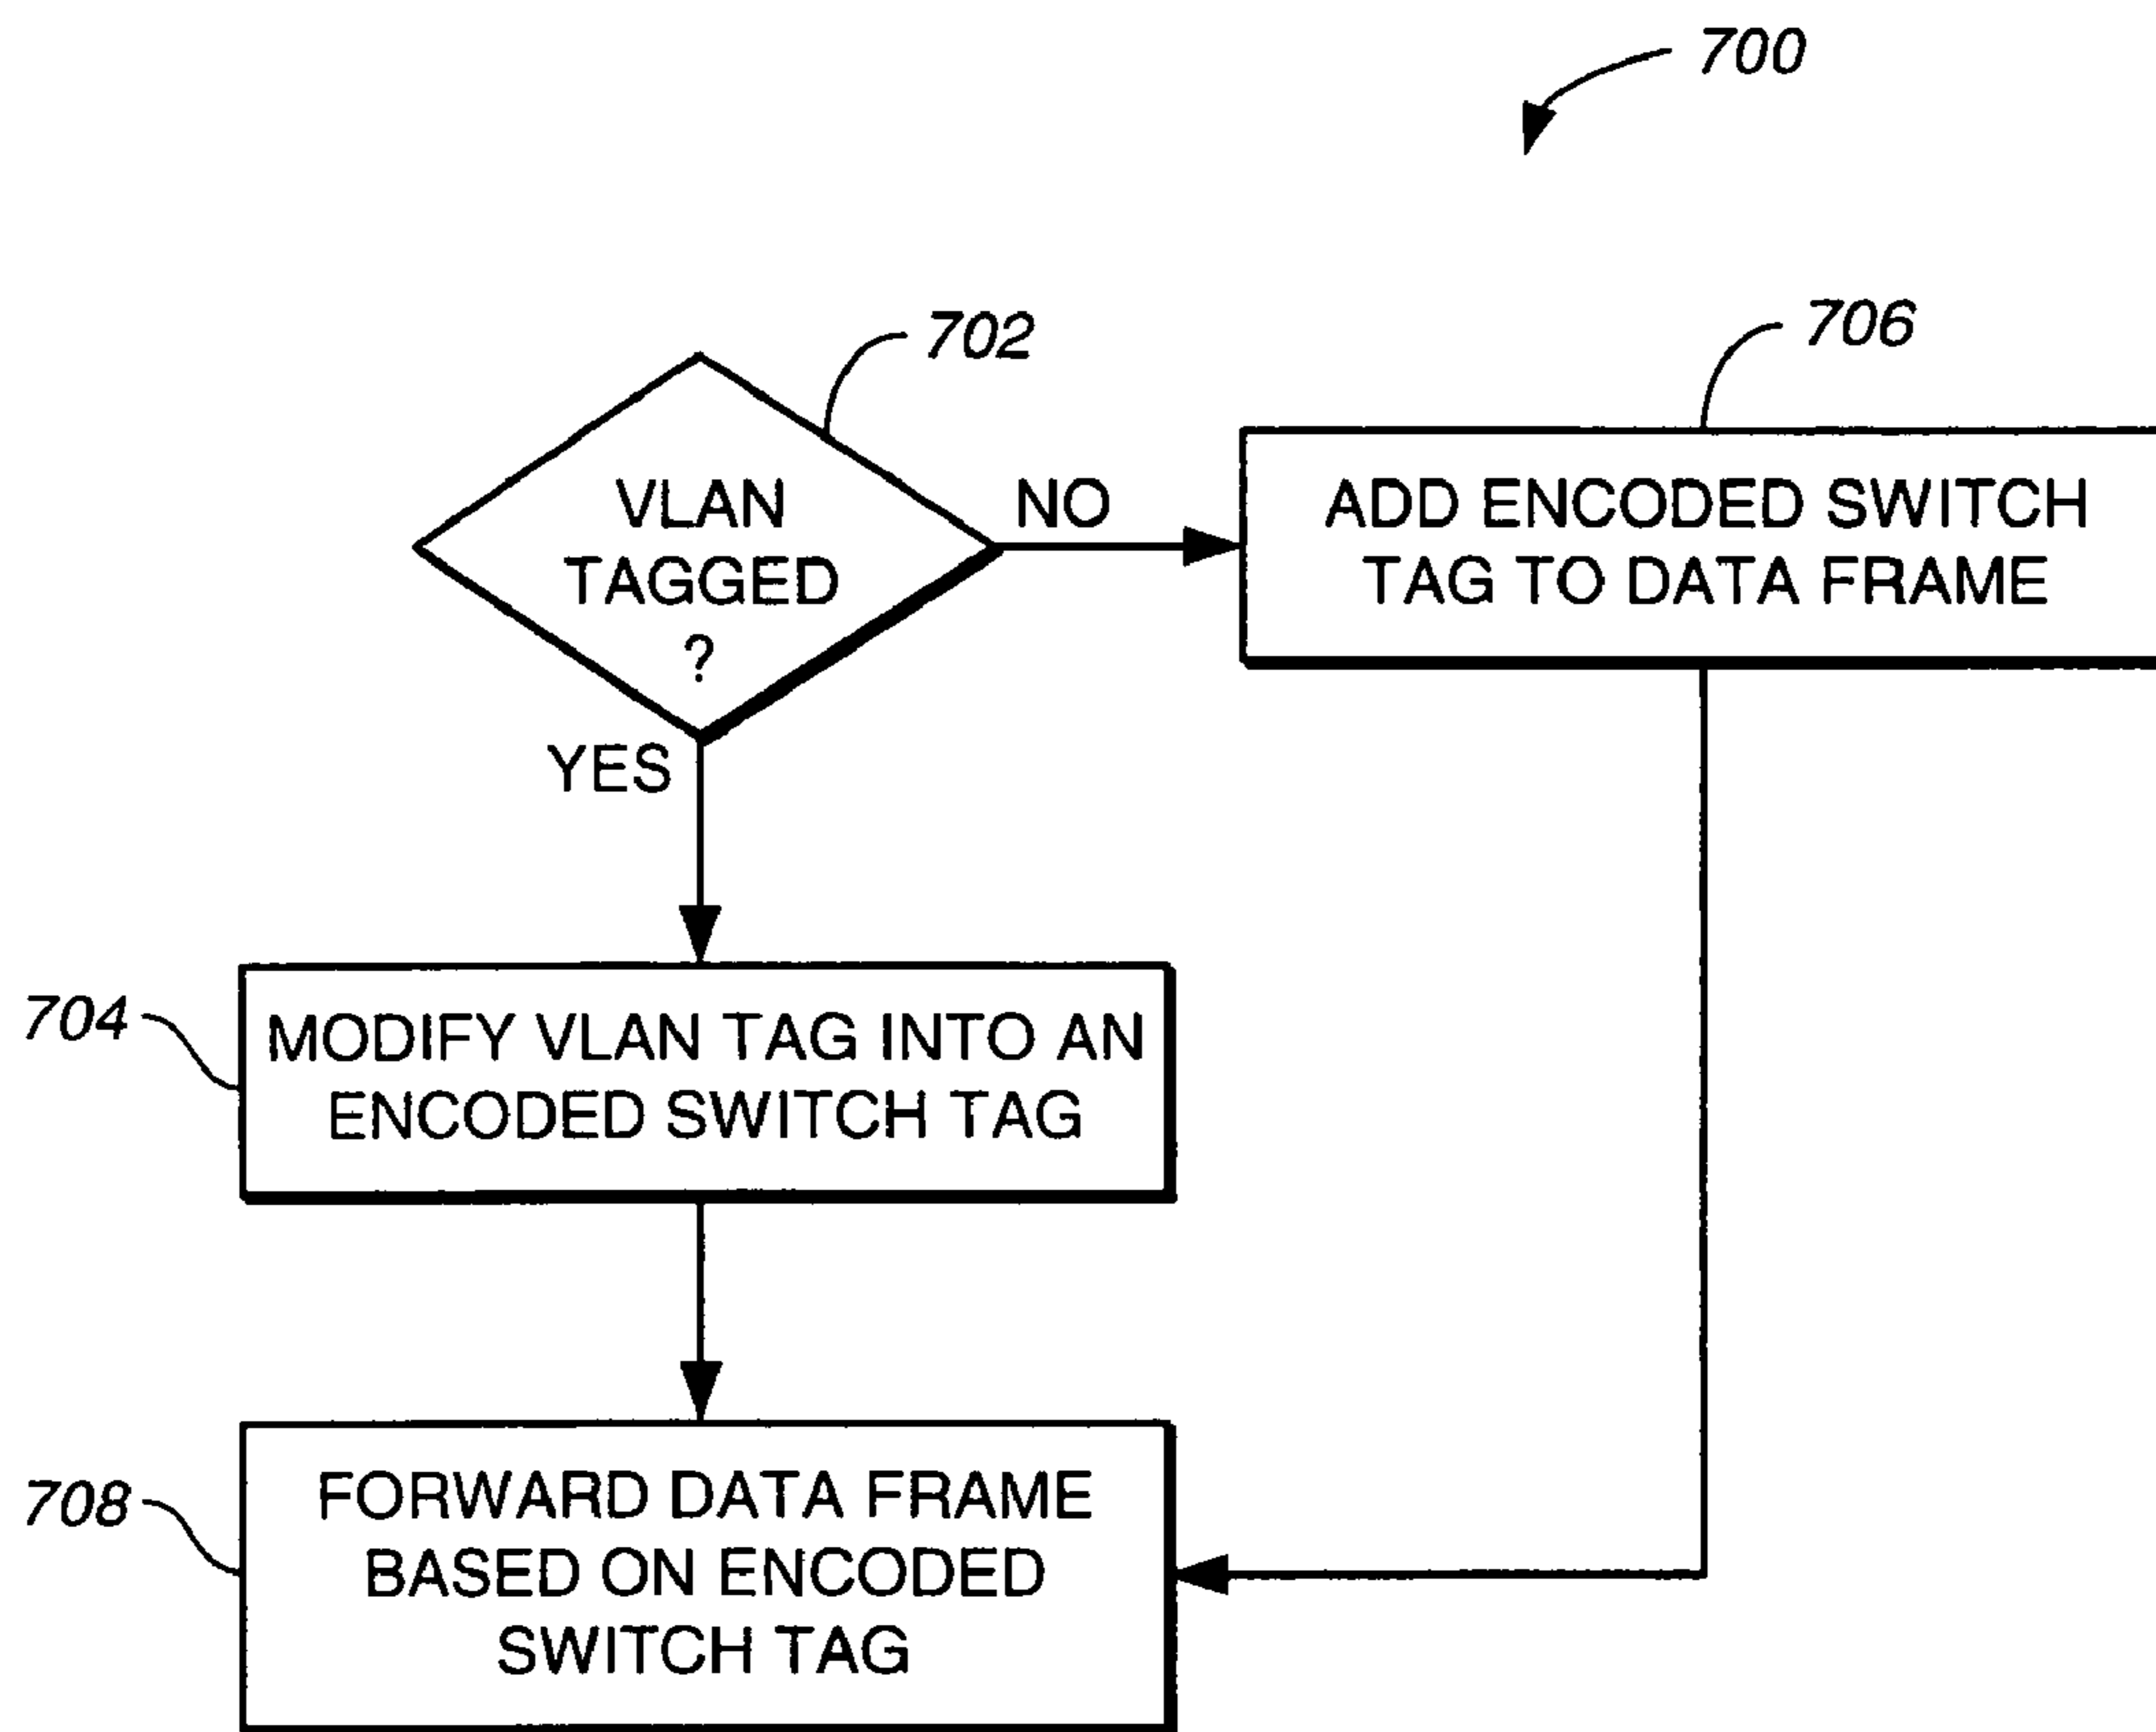 700
702
706
VLAN
TAGGED
?
NO
ADD ENCODED SWITCH
TAG TO DATA FRAME
YES
704
MODIFY VLAN TAG INTO AN
ENCODED SWITCH TAG
708
FORWARD DATA FRAME
BASED ON ENCODED
SWITCH TAG